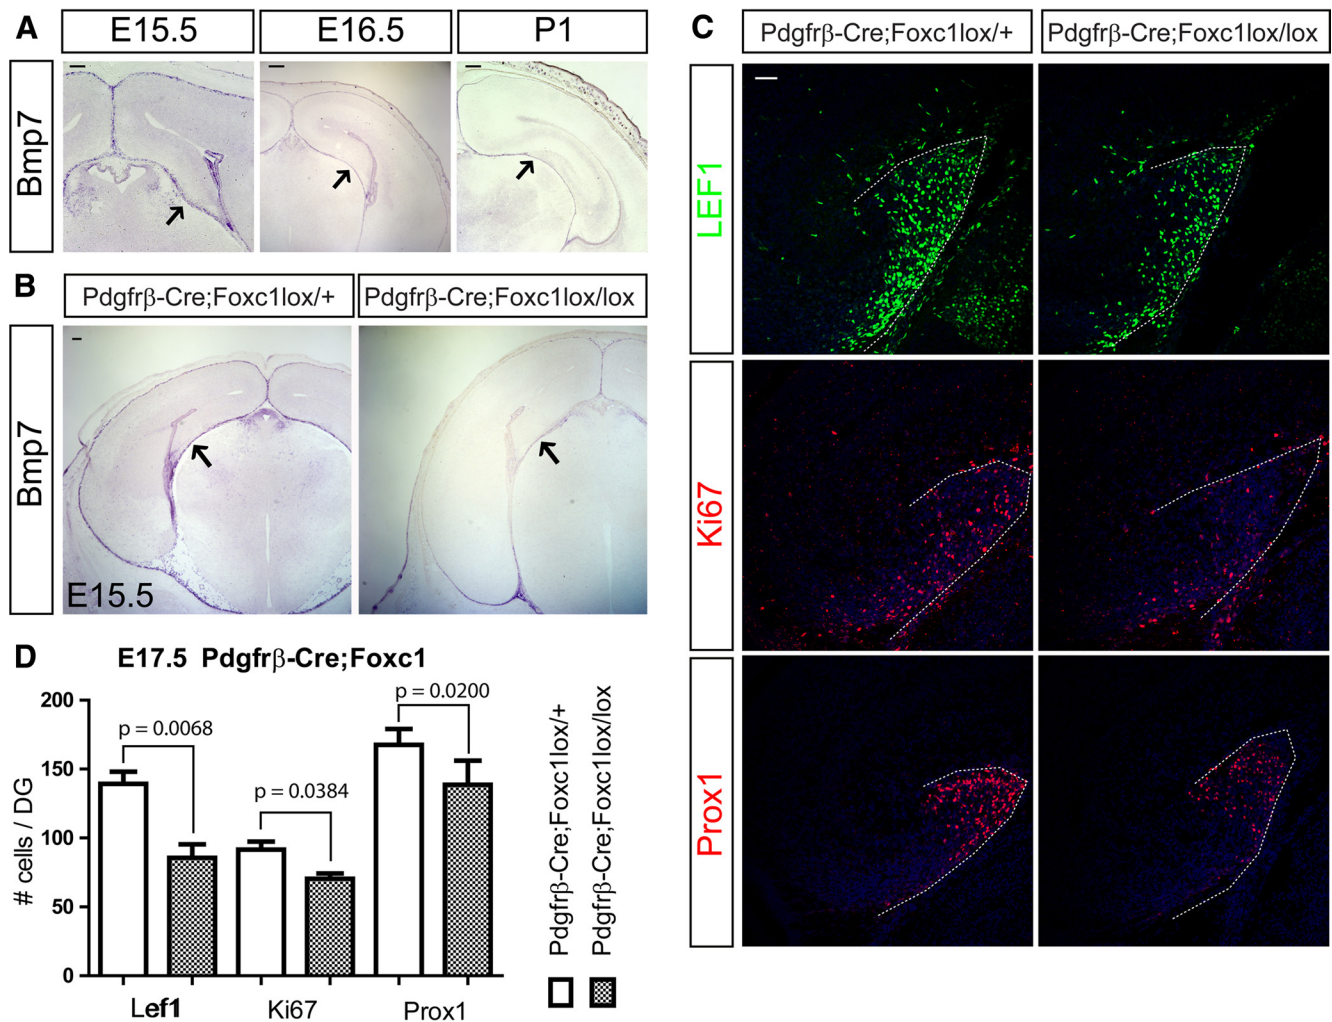 A
E15.5
E16.5
P1
Bmp7
B
Pdgfrβ-Cre;Foxc1lox/+
Pdgfrβ-Cre;Foxc1lox/lox
Bmp7
E15.5
C
Pdgfrβ-Cre;Foxc1lox/+
Pdgfrβ-Cre;Foxc1lox/lox
LEF1
Ki67
Prox1
D
E17.5 Pdgfrβ-Cre;Foxc1
# cells / DG
200
150
100
50
0
p = 0.0068
p = 0.0384
p = 0.0200
Lef1
Ki67
Prox1
Pdgfrβ-Cre;Foxc1lox/+
Pdgfrβ-Cre;Foxc1lox/lox